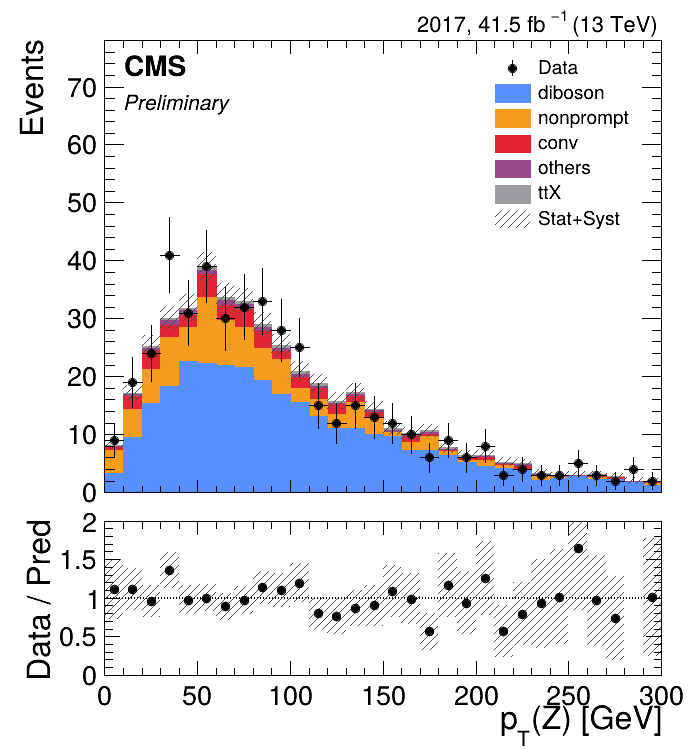 2017, 41.5 fb⁻¹ (13 TeV)
Events
CMS
Preliminary
Data
diboson
nonprompt
conv
others
ttX
Stat+Syst
70
60
50
40
30
20
10
0
Data / Pred
2
1.5
1
0.5
0
0 50 100 150 200 250 300
p_T(Z) [GeV]